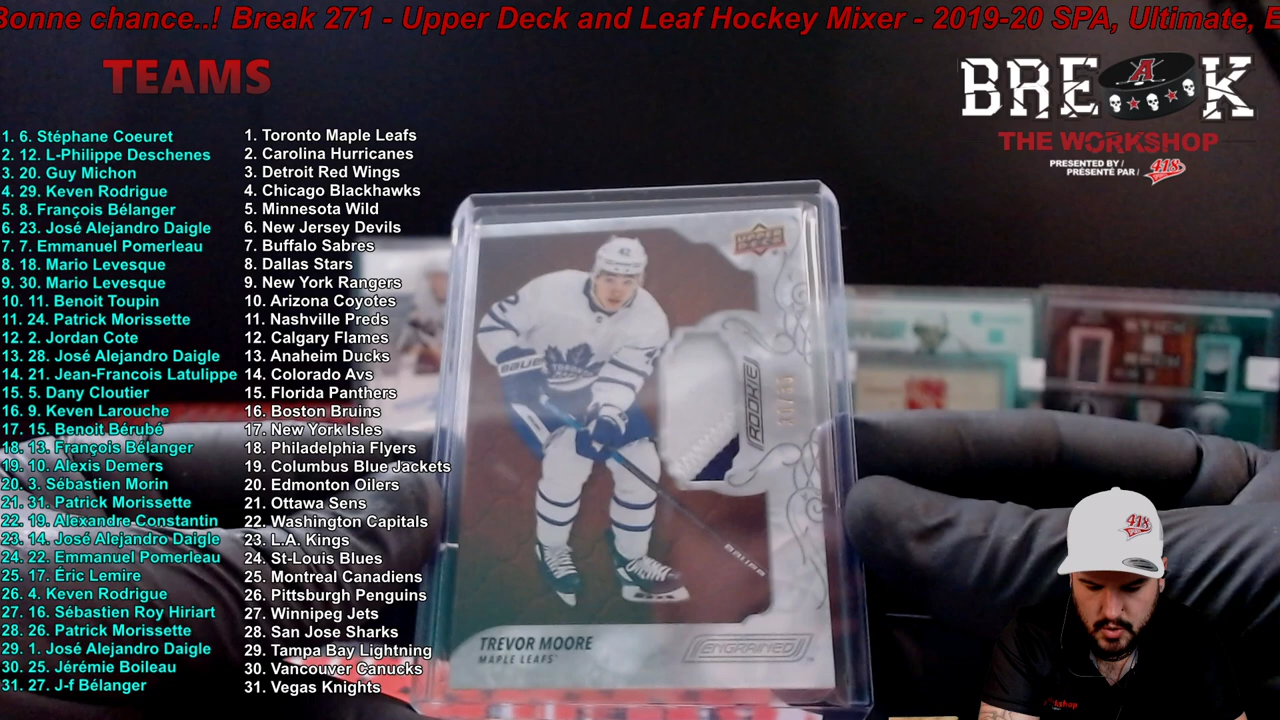 Bonne chance..! Break 271 - Upper Deck and Leaf Hockey Mixer - 2019-20 SPA, Ultimate, E
TEAMS
BREAK
THE WORKSHOP
PRESENTED BY /
PRÉSENTÉ PAR /
418
1. 6. Stéphane Coeuret
2. 12. L-Philippe Deschenes
3. 20. Guy Michon
4. 29. Keven Rodrigue
5. 8. François Bélanger
6. 23. José Alejandro Daigle
7. 7. Emmanuel Pomerleau
8. 18. Mario Levesque
9. 30. Mario Levesque
10. 11. Benoit Toupin
11. 24. Patrick Morissette
12. 2. Jordan Cote
13. 28. José Alejandro Daigle
14. 21. Jean-Francois Latulippe
15. 5. Dany Cloutier
16. 9. Keven Larouche
17. 15. Benoit Bérubé
18. 13. François Bélanger
19. 10. Alexis Demers
20. 3. Sébastien Morin
21. 31. Patrick Morissette
22. 19. Alexandre Constantin
23. 14. José Alejandro Daigle
24. 22. Emmanuel Pomerleau
25. 17. Éric Lemire
26. 4. Keven Rodrigue
27. 16. Sébastien Roy Hiriart
28. 26. Patrick Morissette
29. 1. José Alejandro Daigle
30. 25. Jérémie Boileau
31. 27. J-f Bélanger
1. Toronto Maple Leafs
2. Carolina Hurricanes
3. Detroit Red Wings
4. Chicago Blackhawks
5. Minnesota Wild
6. New Jersey Devils
7. Buffalo Sabres
8. Dallas Stars
9. New York Rangers
10. Arizona Coyotes
11. Nashville Preds
12. Calgary Flames
13. Anaheim Ducks
14. Colorado Avs
15. Florida Panthers
16. Boston Bruins
17. New York Isles
18. Philadelphia Flyers
19. Columbus Blue Jackets
20. Edmonton Oilers
21. Ottawa Sens
22. Washington Capitals
23. L.A. Kings
24. St-Louis Blues
25. Montreal Canadiens
26. Pittsburgh Penguins
27. Winnipeg Jets
28. San Jose Sharks
29. Tampa Bay Lightning
30. Vancouver Canucks
31. Vegas Knights
UPPER DECK
42
BAUER
ROOKIE
BAUER
TREVOR MOORE
MAPLE LEAFS
ENGRAINED
418